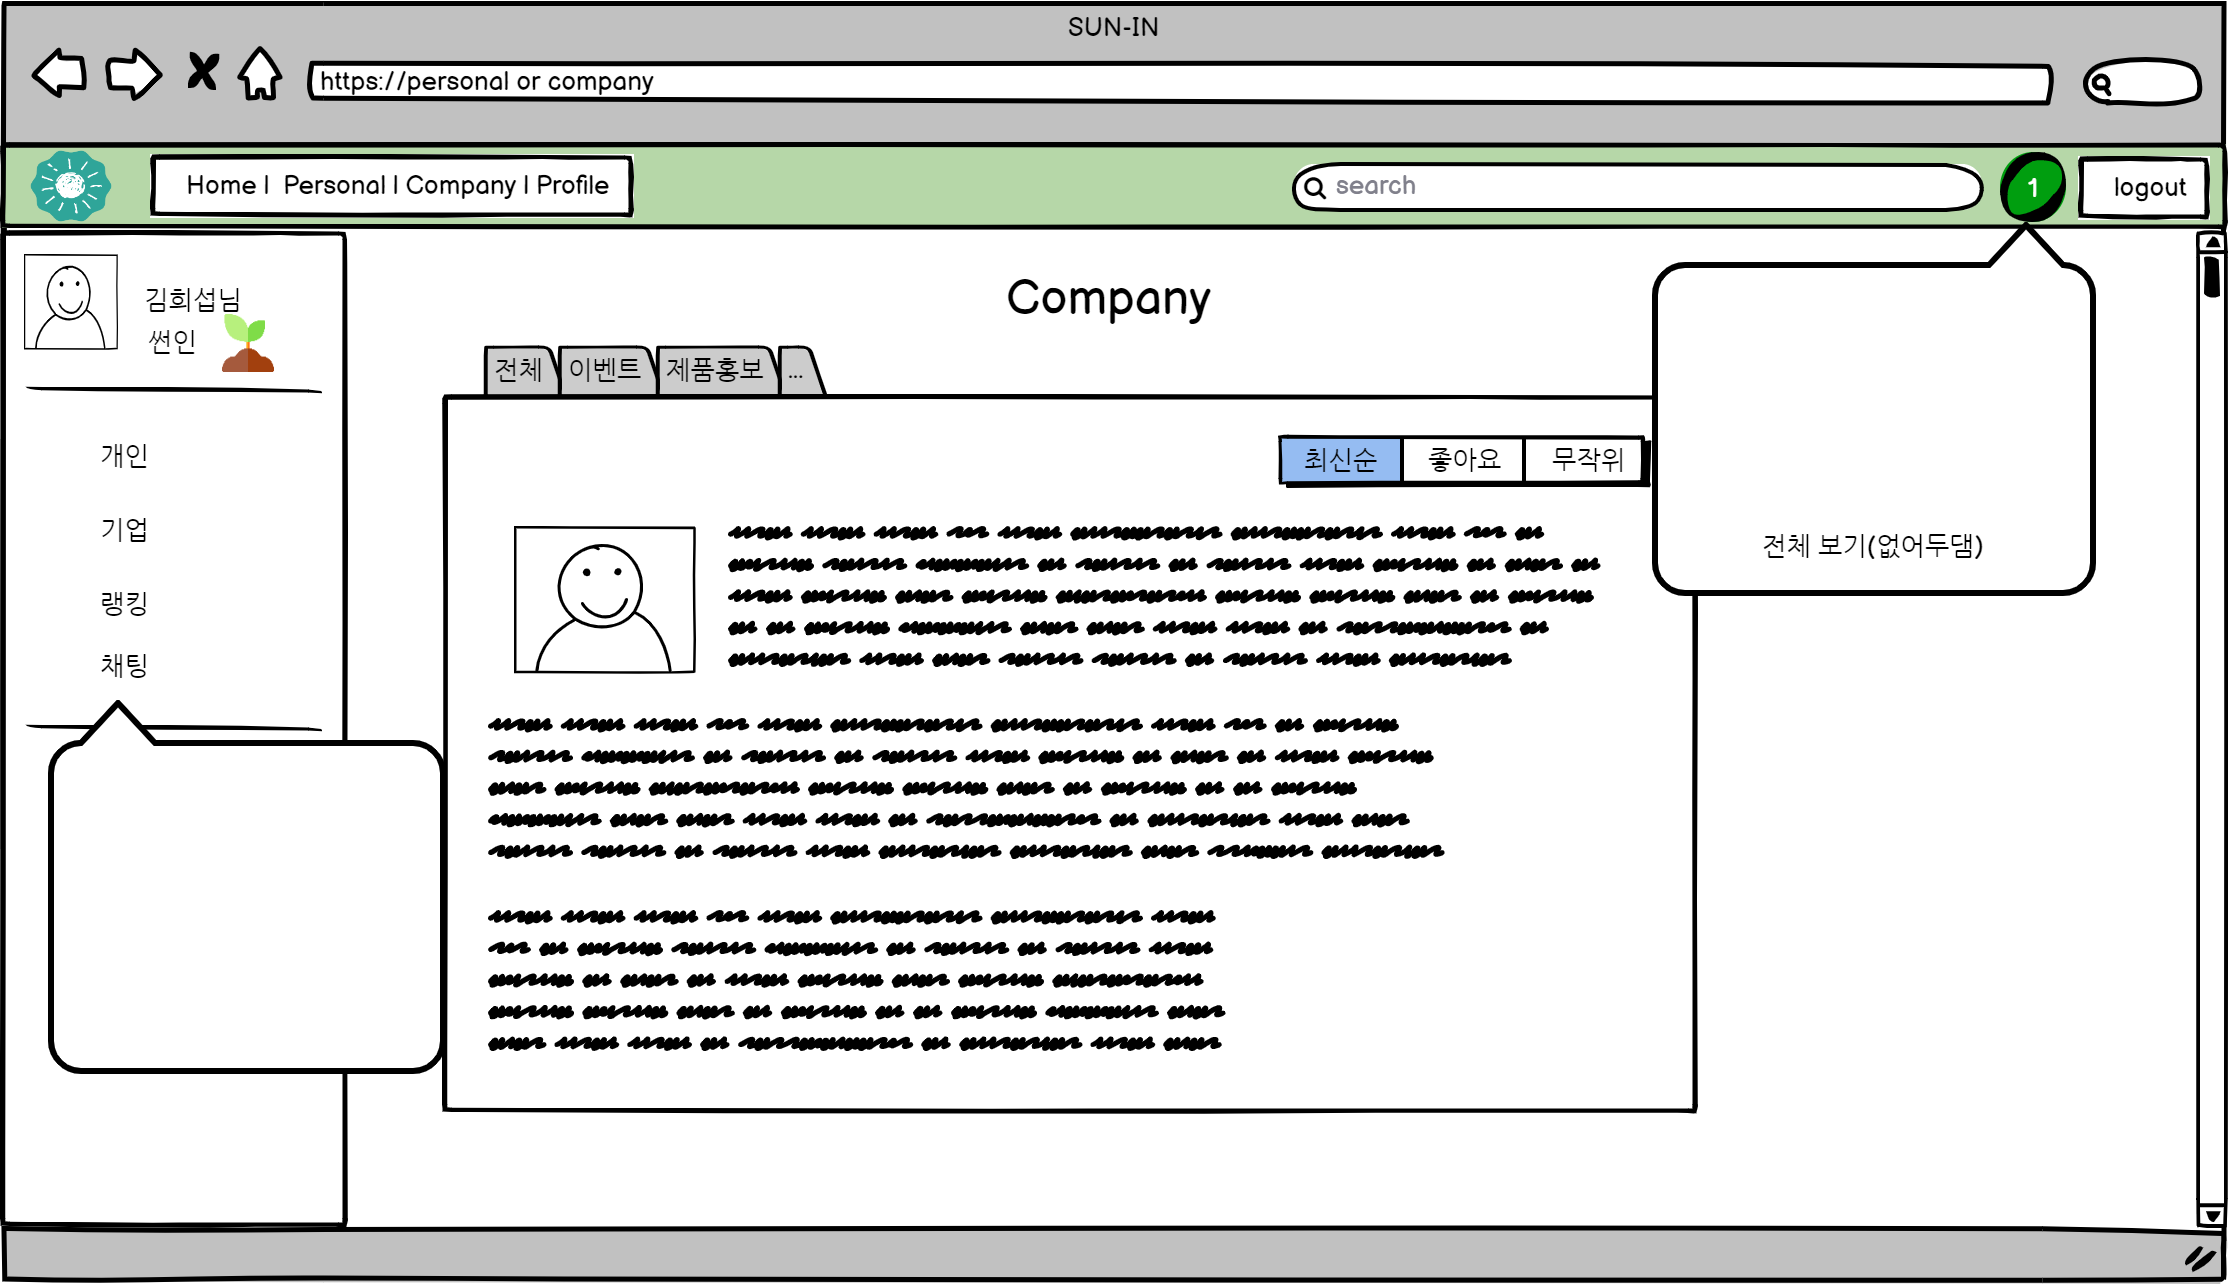 SUN-IN
https://personal or company
Home | Personal | Company | Profile
search
1
logout
김희섭님
썬인
개인
기업
랭킹
채팅
Company
전체
이벤트
제품홍보
...
최신순
좋아요
무작위
전체 보기(없어두댐)